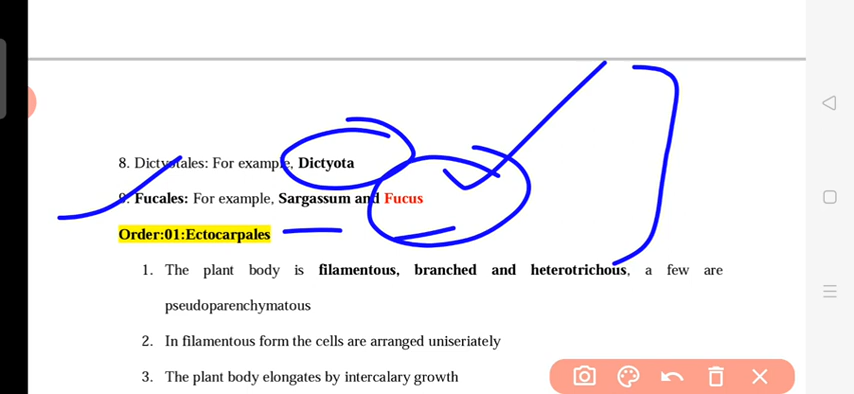 8. Dictyotales: For example, Dictyota
9. Fucales: For example, Sargassum and Fucus
Order:01:Ectocarpales
1. The plant body is filamentous, branched and heterotrichous, a few are
pseudoparenchymatous
2. In filamentous form the cells are arranged uniseriately
3. The plant body elongates by intercalary growth